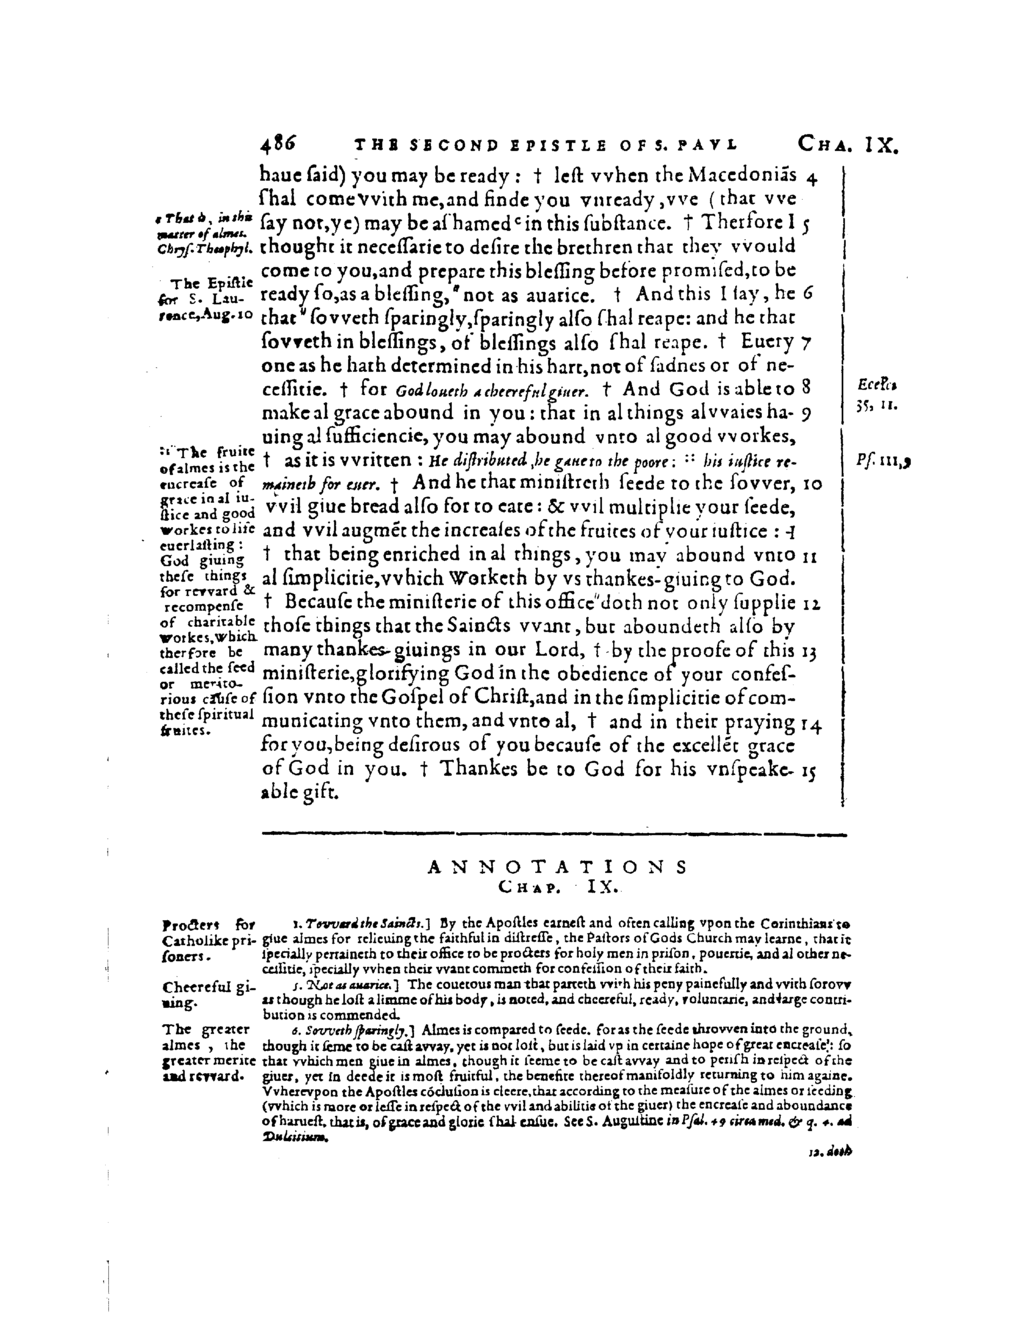 486 THE SECOND EPISTLE OF S. PAVL CHA. IX.
haue ſaid) you may be ready: † leſt vvhen the Macedoniãs 4
ſhal come vvith me, and finde you vnready, vve (that vve
ſay not, ye) may be aſhamed ᶜ in this ſubſtance. † Therfore I 5
thought it neceſſarie to deſire the brethren that they vvould
come to you, and prepare this bleſſing before promiſed, to be
ready ſo, as a bleſſing, " not as auarice. † And this I ſay, he 6
that " ſovveth ſparingly, ſparingly alſo ſhal reape: and he that
ſovveth in bleſſings, of bleſſings alſo ſhal reape. † Euery 7
one as he hath determined in his hart, not of ſadnes or of ne-
ceſſitie. † for God loueth a cheereful giuer. † And God is able to 8
make al grace abound in you: that in al things alvvaies ha- 9
uing al ſufficiencie, you may abound vnto al good vvorkes,
† as it is vvritten: He diſtributed, he gaue to the poore: :: his iuſtice re-
maineth for euer. † And he that miniſtreth ſeede to the ſovver, 10
vvil giue bread alſo for to eate: & vvil multiplie your ſeede,
and vvil augmẽt the increaſes of the fruites of your iuſtice: ⊣
† that being enriched in al things, you may abound vnto 11
al ſimplicitie, vvhich Worketh by vs thankes-giuing to God.
† Becauſe the miniſterie of this office " doth not only ſupplie 12
thoſe things that the Sainćts vvant, but aboundeth alſo by
many thankes-giuings in our Lord, † by the proofe of this 13
miniſterie, glorifying God in the obedience of your confeſ-
ſion vnto the Goſpel of Chriſt, and in the ſimplicitie of com-
municating vnto them, and vnto al, † and in their praying 14
for you, being deſirous of you becauſe of the excellẽt grace
of God in you. † Thankes be to God for his vnſpeake- 15
able gift.
c That is, in this
matter of almes.
Chryſ. Theophyl.
The Epiſtle
for S. Lau-
rence, Aug. 10
:: The fruite
of almes is the
encreaſe of
grace in al iu-
ſtice and good
workes to life
euerlaſting:
God giuing
theſe things
for revvard &
recompenſe
of charitable
workes, Which
therfore be
called the ſeed
or merito-
rious cauſe of
theſe ſpiritual
fruites.
Eccli.
35, 11.
Pſ. 111, 9
ANNOTATIONS
CHAP. IX.
1. Tovvard the Saincts.] By the Apoſtles earneſt and often calling vpon the Corinthians to
giue almes for relieuing the faithful in diſtreſſe, the Paſtors of Gods Church may learne, that it
ſpecially pertaineth to their office to be procters for holy men in priſon, pouertie, and al other ne-
ceſſitie, ſpecially vvhen their vvant commeth for confeſſion of their faith.
5. Not as auarice.] The couetous man that parteth vvith his peny painefully and vvith ſorovv
as though he loſt a limme of his body, is noted, and cheereful, ready, voluntarie, and large contri-
bution is commended.
6. Sovveth ſparingly.] Almes is compared to ſeede. for as the ſeede throvven into the ground,
though it ſeme to be caſt avvay, yet is not loſt, but is laid vp in certaine hope of great encreaſe: ſo
that vvhich men giue in almes, though it ſeeme to be caſt avvay and to periſh in reſpect of the
giuer, yet in deede it is moſt fruitful, the benefite thereof manifoldly returning to him againe.
Vvherevpon the Apoſtles cõcluſion is cleere, that according to the meaſure of the almes or ſeeding
(vvhich is more or leſſe in reſpect of the vvil and abilitie of the giuer) the encreaſe and aboundance
of harueſt, that is, of grace and glorie ſhal enſue. See S. Auguſtine in Pſal. 49 circa med. & q. 4. ad
Dulcitium.
Procters for
Catholike pri-
ſoners.
Cheereful gi-
uing.
The greater
almes, the
greater merite
and revvard.
12. doth